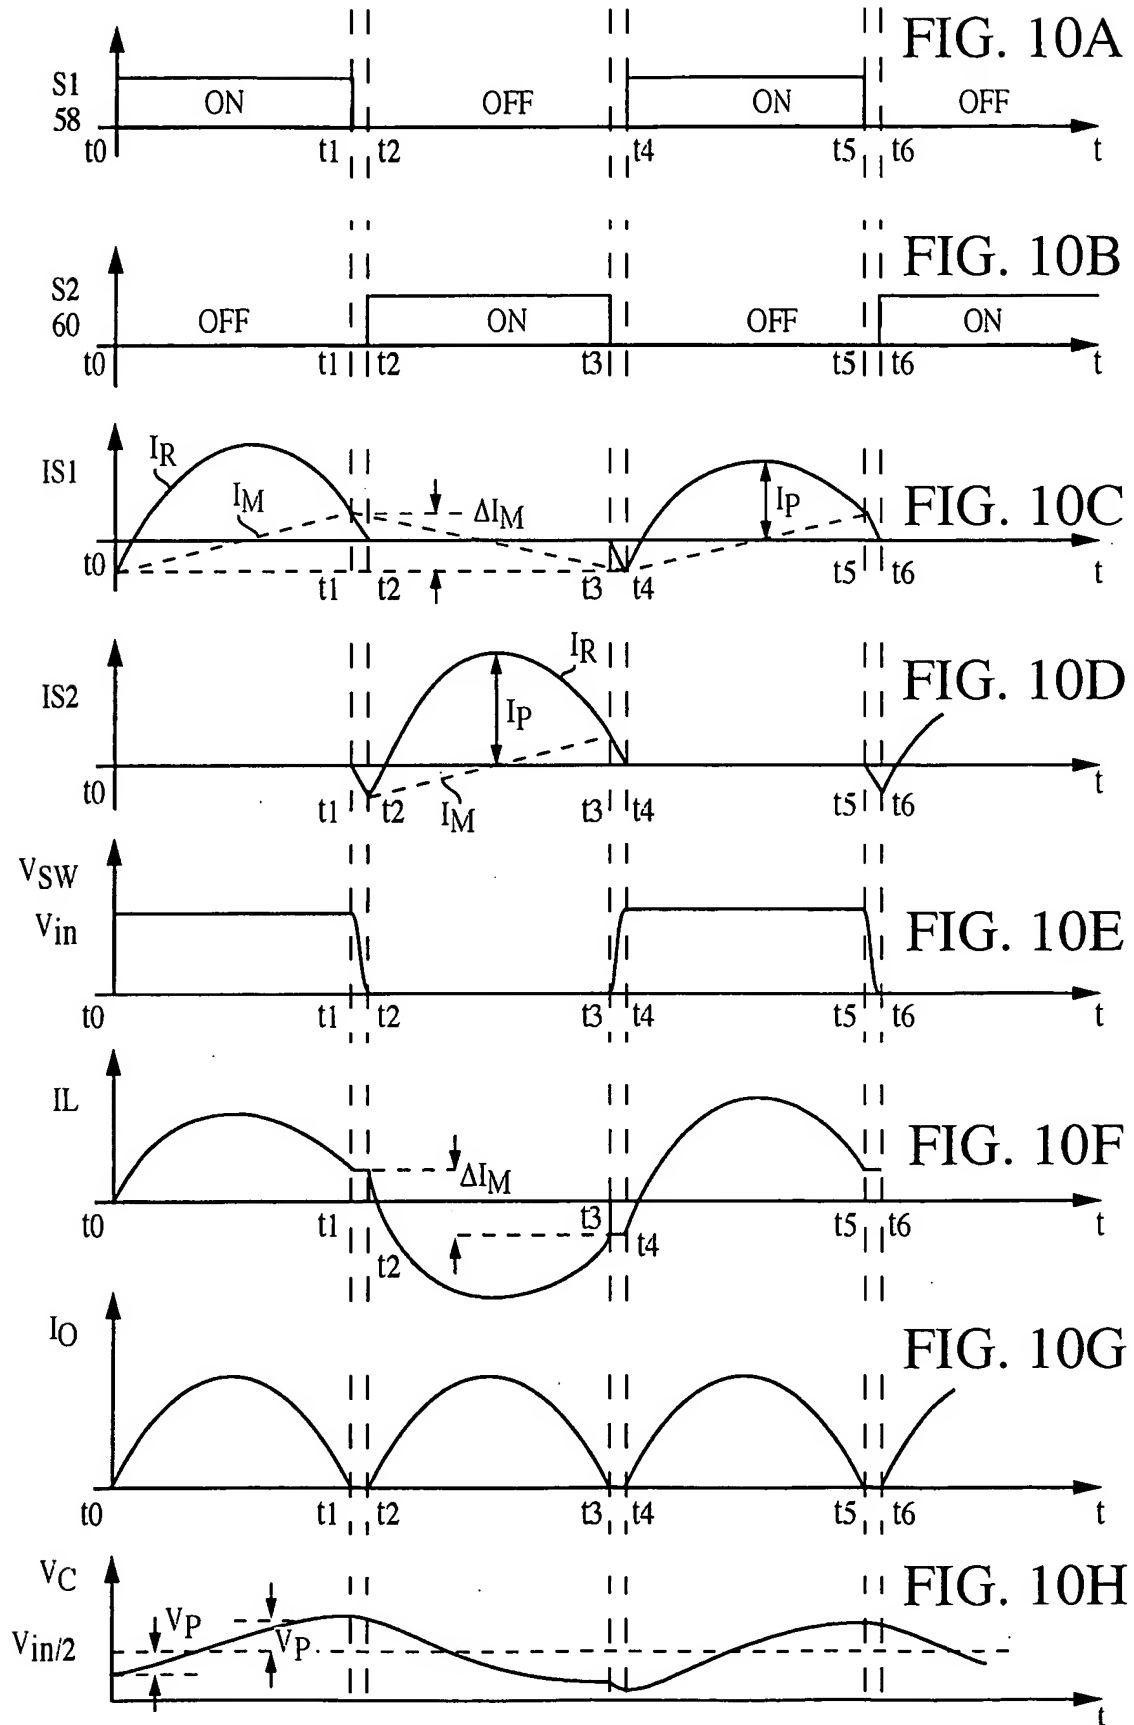 FIG. 10A
S1
58
ON OFF ON OFF
t0 t1 t2 t4 t5 t6 t
FIG. 10B
S2
60
OFF ON OFF ON
t0 t1 t2 t3 t4 t5 t6 t
FIG. 10C
IS1
IR
IM
ΔIM
IP
t0 t1 t2 t3 t4 t5 t6 t
FIG. 10D
IS2
IR
IP
IM
t0 t1 t2 t3 t4 t5 t6 t
FIG. 10E
VSW
Vin
t0 t1 t2 t3 t4 t5 t6 t
FIG. 10F
IL
ΔIM
t0 t1 t2 t3 t4 t5 t6 t
FIG. 10G
IO
t0 t1 t2 t3 t4 t5 t6 t
FIG. 10H
VC
VP
VP
Vin/2
t